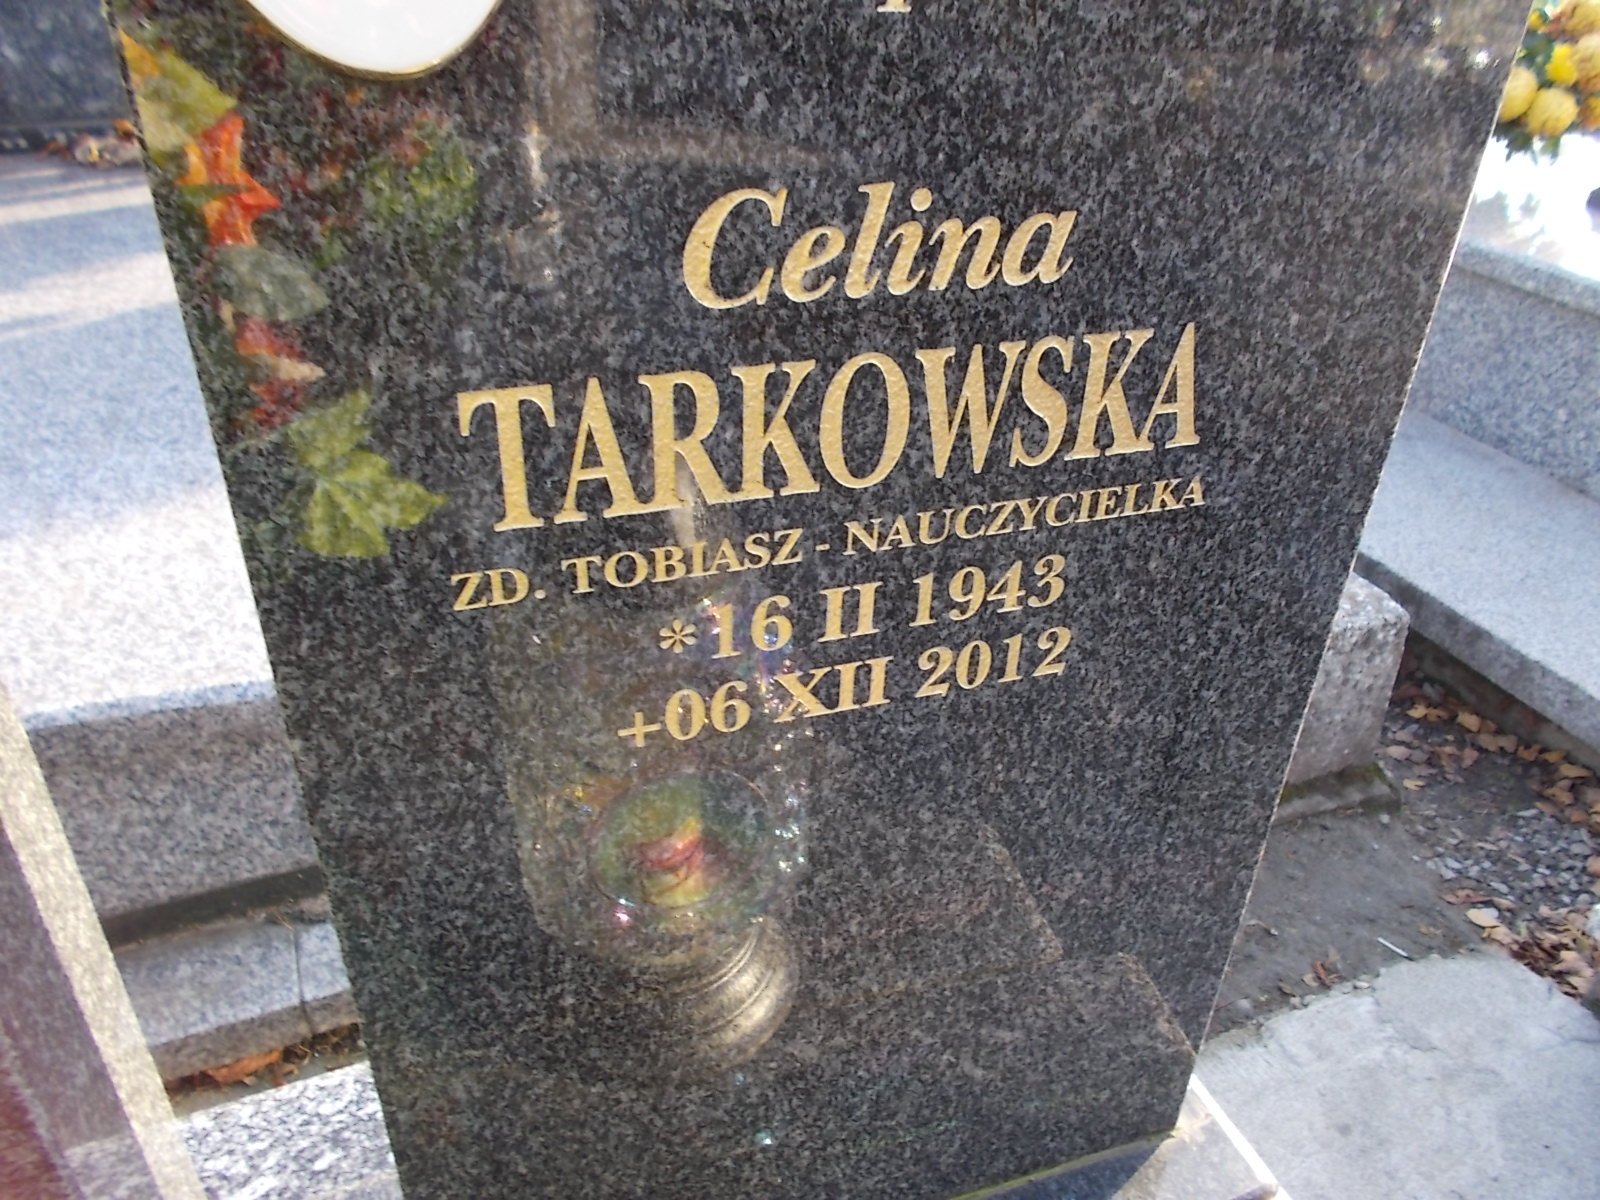 Celina
TARKOWSKA
ZD. TOBIASZ - NAUCZYCIELKA
*16 II 1943
+06 XII 2012